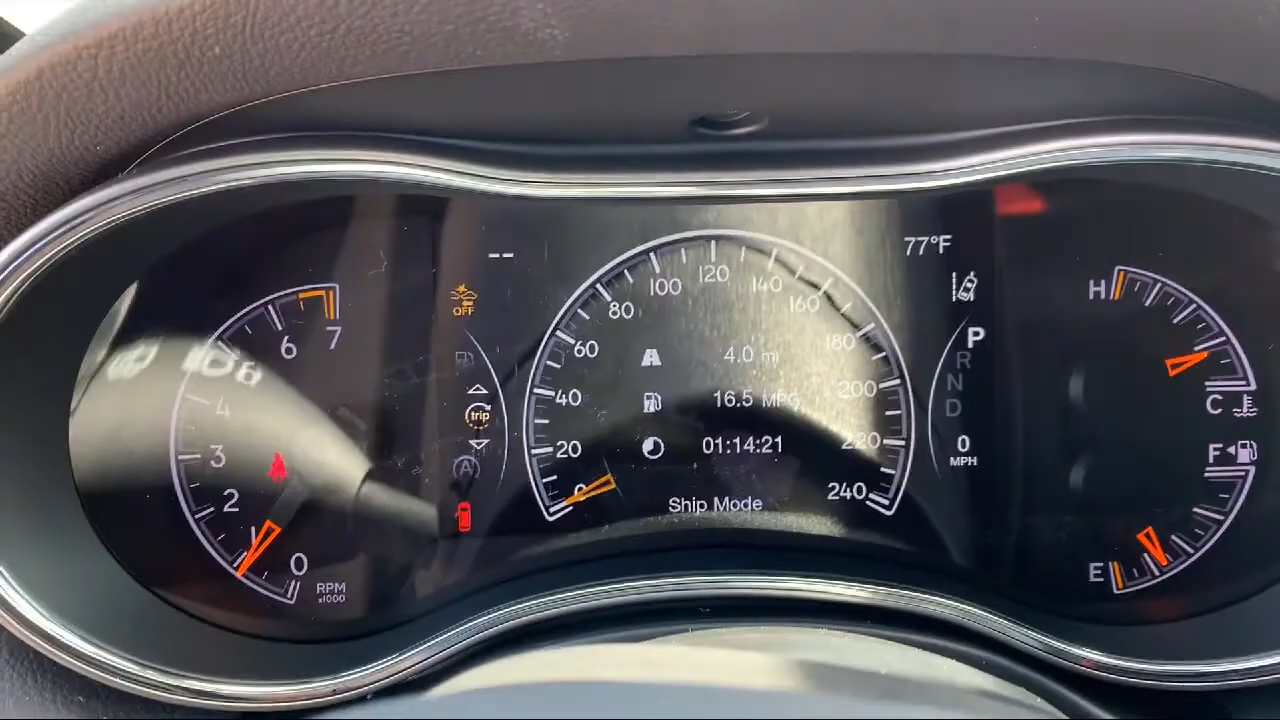 7
6
4
3
2
1
0
RPM
x1000
--
OFF
trip
A
0
20
40
60
80
100
120
140
160
180
200
220
240
4.0 mi
16.5 MPG
01:14:21
Ship Mode
77°F
P
R
N
D
0
MPH
H
C
F
E